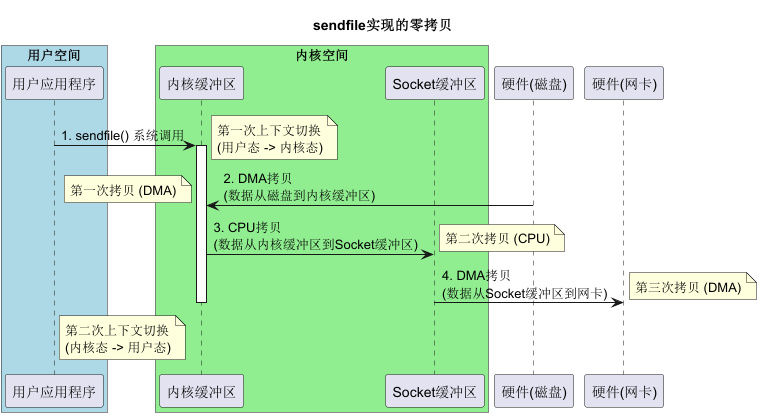 sendfile实现的零拷贝
用户空间
内核空间
用户应用程序
内核缓冲区
Socket缓冲区
硬件(磁盘)
硬件(网卡)
1. sendfile() 系统调用
第一次上下文切换
(用户态 -> 内核态)
第一次拷贝 (DMA)
2. DMA拷贝
(数据从磁盘到内核缓冲区)
3. CPU拷贝
(数据从内核缓冲区到Socket缓冲区)
第二次拷贝 (CPU)
4. DMA拷贝
(数据从Socket缓冲区到网卡)
第三次拷贝 (DMA)
第二次上下文切换
(内核态 -> 用户态)
用户应用程序
内核缓冲区
Socket缓冲区
硬件(磁盘)
硬件(网卡)